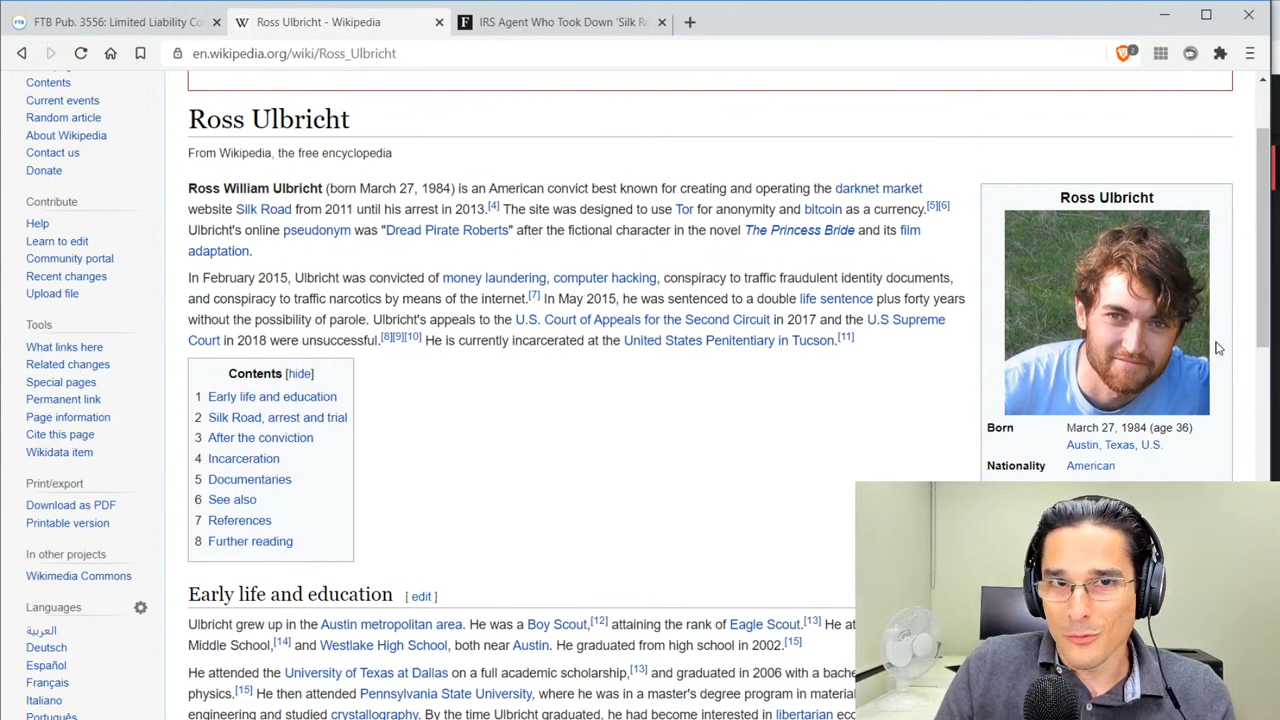 FTB Pub. 3556: Limited Liability Co
Ross Ulbricht - Wikipedia
IRS Agent Who Took Down 'Silk Ro
en.wikipedia.org/wiki/Ross_Ulbricht
2
Contents
Current events
Random article
About Wikipedia
Contact us
Donate
Contribute
Help
Learn to edit
Community portal
Recent changes
Upload file
Tools
What links here
Related changes
Special pages
Permanent link
Page information
Cite this page
Wikidata item
Print/export
Download as PDF
Printable version
In other projects
Wikimedia Commons
Languages
العربية
Deutsch
Español
Français
Italiano
Português
Ross Ulbricht
From Wikipedia, the free encyclopedia
Ross William Ulbricht (born March 27, 1984) is an American convict best known for creating and operating the darknet market
website Silk Road from 2011 until his arrest in 2013.[4] The site was designed to use Tor for anonymity and bitcoin as a currency.[5][6]
Ulbricht's online pseudonym was "Dread Pirate Roberts" after the fictional character in the novel The Princess Bride and its film
adaptation.
In February 2015, Ulbricht was convicted of money laundering, computer hacking, conspiracy to traffic fraudulent identity documents,
and conspiracy to traffic narcotics by means of the internet.[7] In May 2015, he was sentenced to a double life sentence plus forty years
without the possibility of parole. Ulbricht's appeals to the U.S. Court of Appeals for the Second Circuit in 2017 and the U.S Supreme
Court in 2018 were unsuccessful.[8][9][10] He is currently incarcerated at the United States Penitentiary in Tucson.[11]
Contents [hide]
1 Early life and education
2 Silk Road, arrest and trial
3 After the conviction
4 Incarceration
5 Documentaries
6 See also
7 References
8 Further reading
Ross Ulbricht
Born March 27, 1984 (age 36)
Austin, Texas, U.S.
Nationality American
Early life and education [ edit ]
Ulbricht grew up in the Austin metropolitan area. He was a Boy Scout,[12] attaining the rank of Eagle Scout.[13] He at
Middle School,[14] and Westlake High School, both near Austin. He graduated from high school in 2002.[15]
He attended the University of Texas at Dallas on a full academic scholarship,[13] and graduated in 2006 with a bache
physics.[15] He then attended Pennsylvania State University, where he was in a master's degree program in material
engineering and studied crystallography. By the time Ulbricht graduated, he had become interested in libertarian eco